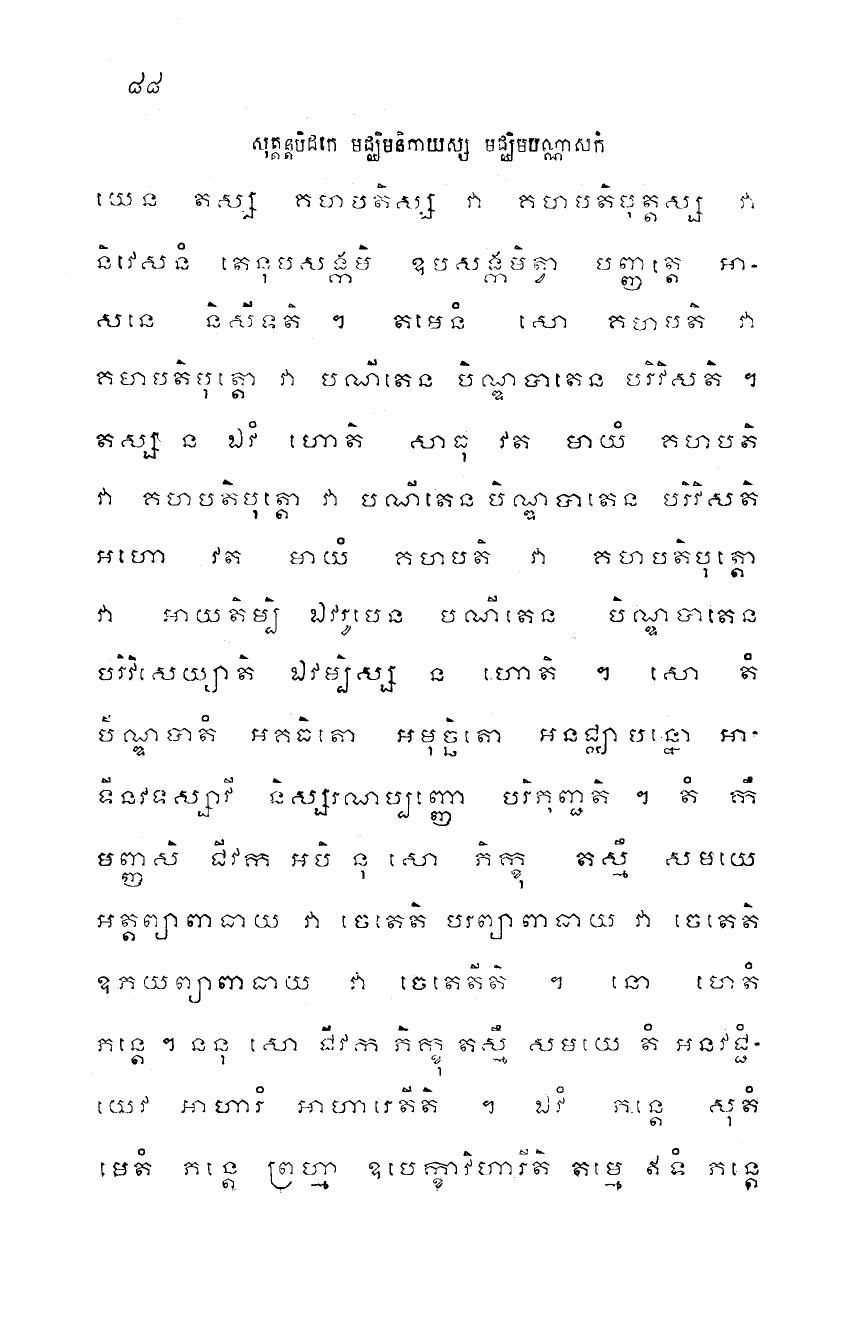 ៨៨
សុត្តន្តបិដកេ មជ្ឈិមនិកាយស្ស មជ្ឈិមបណ្ណាសកំ
យេន តស្ស គហបតិស្ស វា គហបតិបុត្តស្ស វា
និវេសនំ តេនុបសង្កមិ ឧបសង្កមិត្វា បញ្ញត្តេ អា-
សនេ និសីទតិ ។ តមេនំ សោ គហបតិ វា
គហបតិបុត្តោ វា បណីតេន បិណ្ឌបាតេន បរិវិសតិ ។
តស្ស ន ឯវំ ហោតិ សាធុ វត មាយំ គហបតិ
វា គហបតិបុត្តោ វា បណីតេន បិណ្ឌបាតេន បរិវិសតិ
អហោ វត មាយំ គហបតិ វា គហបតិបុត្តោ
វា អាយតិម្បិ ឯវរូបេន បណីតេន បិណ្ឌបាតេន
បរិវិសេយ្យាតិ ឯវម្បិស្ស ន ហោតិ ។ សោ តំ
បិណ្ឌបាតំ អគធិតោ អមុច្ឆិតោ អនជ្ឈាបន្នោ អា-
ទីនវទស្សាវី និស្សរណប្បញ្ញោ បរិភុញ្ជតិ ។ តំ កឹ
មញ្ញសិ ជីវក អបិ នុ សោ ភិក្ខុ តស្មឹ សមយេ
អត្តព្យាពាធាយ វា ចេតេតិ បរព្យាពាធាយ វា ចេតេតិ
ឧភយព្យាពាធាយ វា ចេតេតីតិ ។ នោ ហេតំ
ភន្តេ ។ ននុ សោ ជីវក ភិក្ខុ តស្មឹ សមយេ តំ អនវជ្ជំ-
យេវ អាហារំ អាហារេតីតិ ។ ឯវំ ភន្តេ សុតំ
មេតំ ភន្តេ ព្រហ្មា ឧបេក្ខាវិហារីតិ តម្មេ ឥទំ ភន្តេ